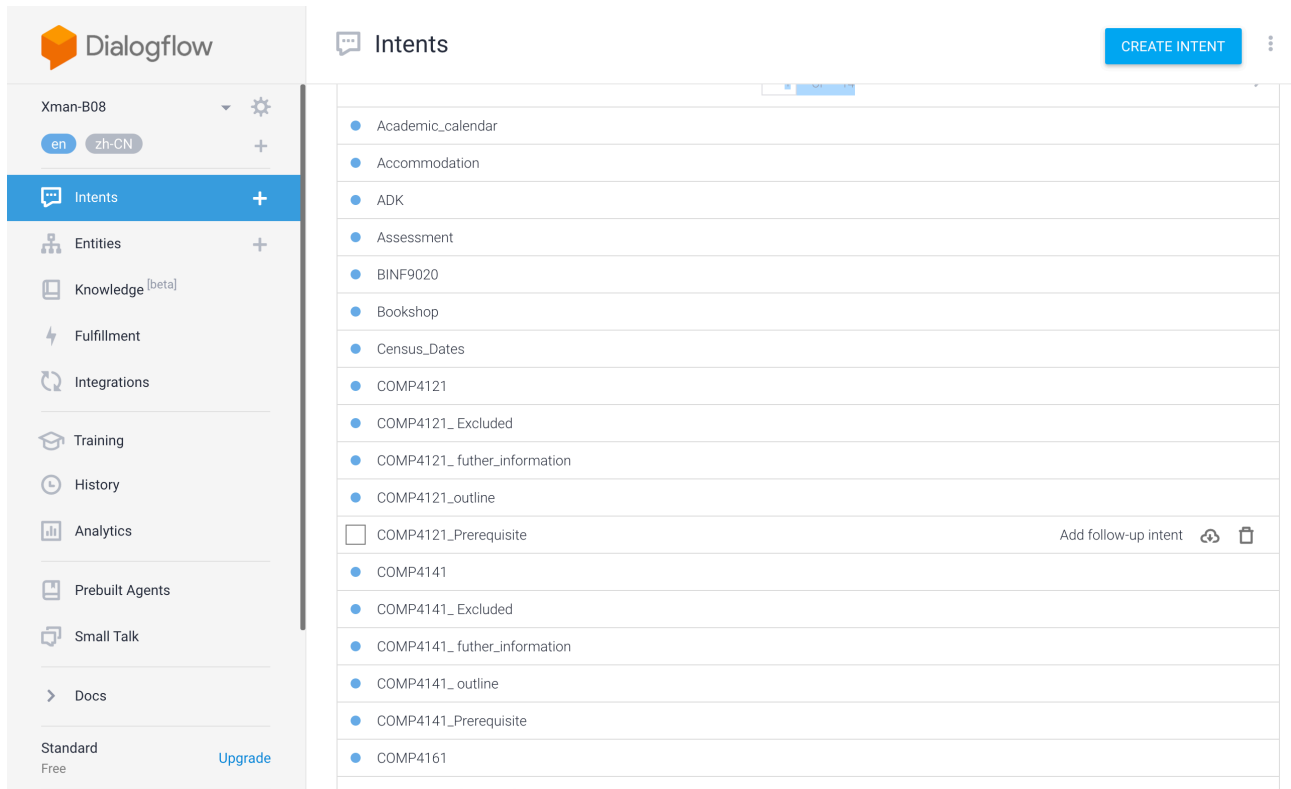 Dialogflow
Intents
CREATE INTENT
Xman-B08
en zh-CN
Intents
Entities
Knowledge [beta]
Fulfillment
Integrations
Training
History
Analytics
Prebuilt Agents
Small Talk
Docs
Standard
Free
Upgrade
Academic_calendar
Accommodation
ADK
Assessment
BINF9020
Bookshop
Census_Dates
COMP4121
COMP4121_ Excluded
COMP4121_ futher_information
COMP4121_outline
COMP4121_Prerequisite Add follow-up intent
COMP4141
COMP4141_ Excluded
COMP4141_ futher_information
COMP4141_ outline
COMP4141_Prerequisite
COMP4161